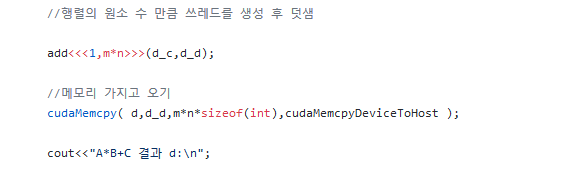 //행렬의 원소 수 만큼 쓰레드를 생성 후 덧샘
add<<<1,m*n>>>(d_c,d_d);
//메모리 가지고 오기
cudaMemcpy( d,d_d,m*n*sizeof(int),cudaMemcpyDeviceToHost );
cout<<"A*B+C 결과 d:\n";